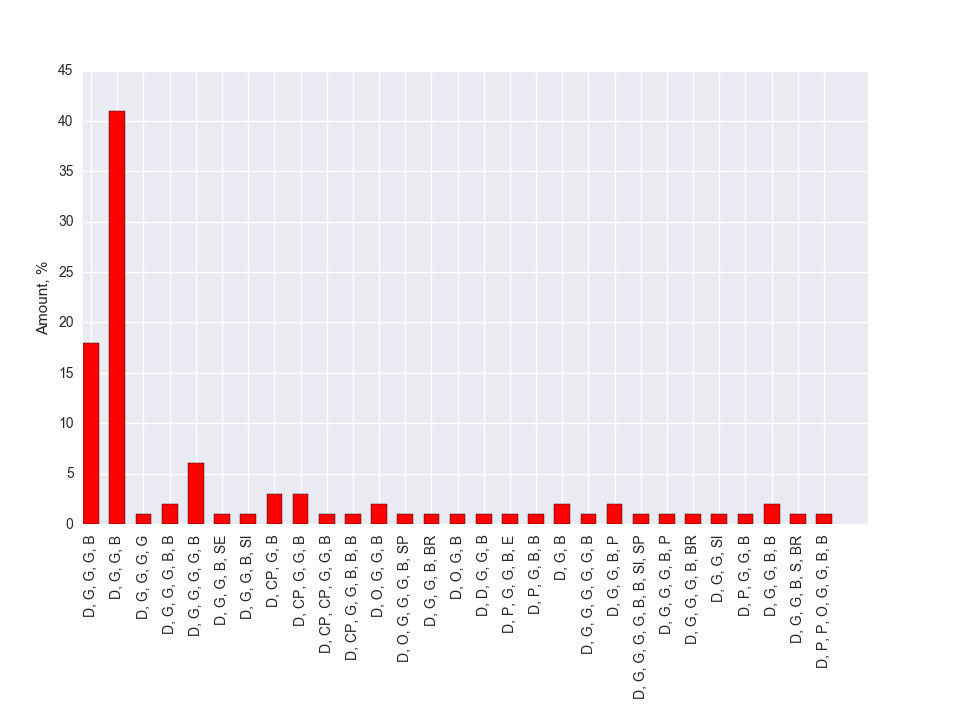 45
40
35
30
25
20
15
10
5
0
Amount, %
D, G, G, G, B
D, G, G, B
D, G, G, G, G
D, G, G, G, B, B
D, G, G, G, G, B
D, G, G, B, SE
D, G, G, B, SI
D, CP, G, B
D, CP, G, G, B
D, CP, CP, G, G, B
D, CP, G, G, B, B, B
D, O, G, G, B
D, O, G, G, G, B, SP
D, G, G, B, BR
D, O, G, B
D, D, G, G, B
D, P, G, G, B, E
D, P, G, B, B
D, G, B
D, G, G, G, G, G, B
D, G, G, B, P
D, G, G, G, G, B, B, SI, SP
D, G, G, G, B, P
D, G, G, G, B, BR
D, G, G, SI
D, P, G, G, B
D, G, G, B, B
D, G, G, B, S, BR
D, P, P, O, G, G, B, B